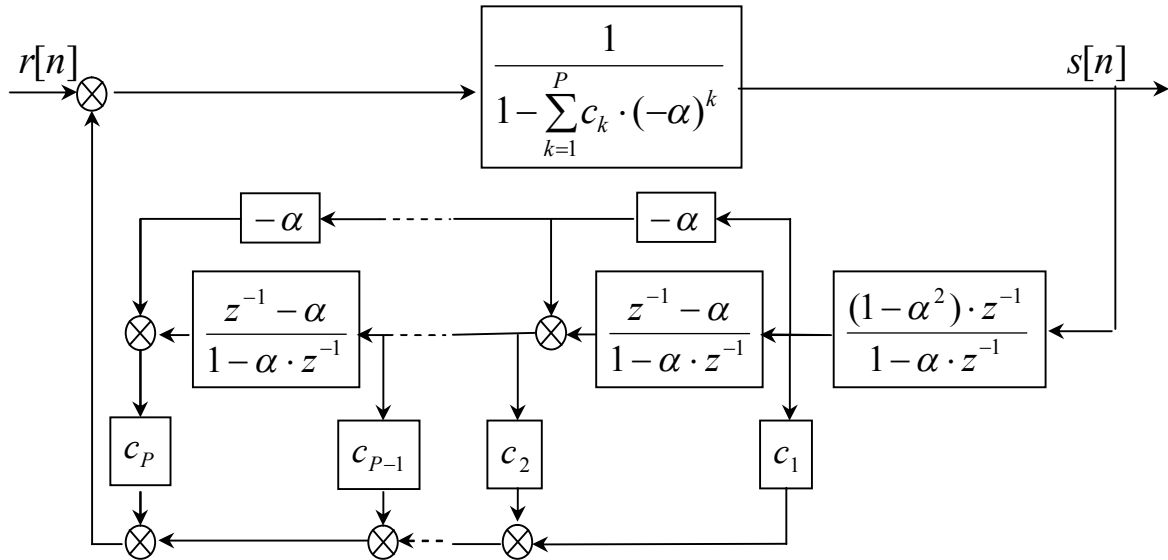 r[n]
1
1 − ∑_{k=1}^{P} c_k · (−α)^k
s[n]
−α
−α
z^{−1} − α
1 − α · z^{−1}
z^{−1} − α
1 − α · z^{−1}
(1 − α^2) · z^{−1}
1 − α · z^{−1}
c_P
c_{P−1}
c_2
c_1